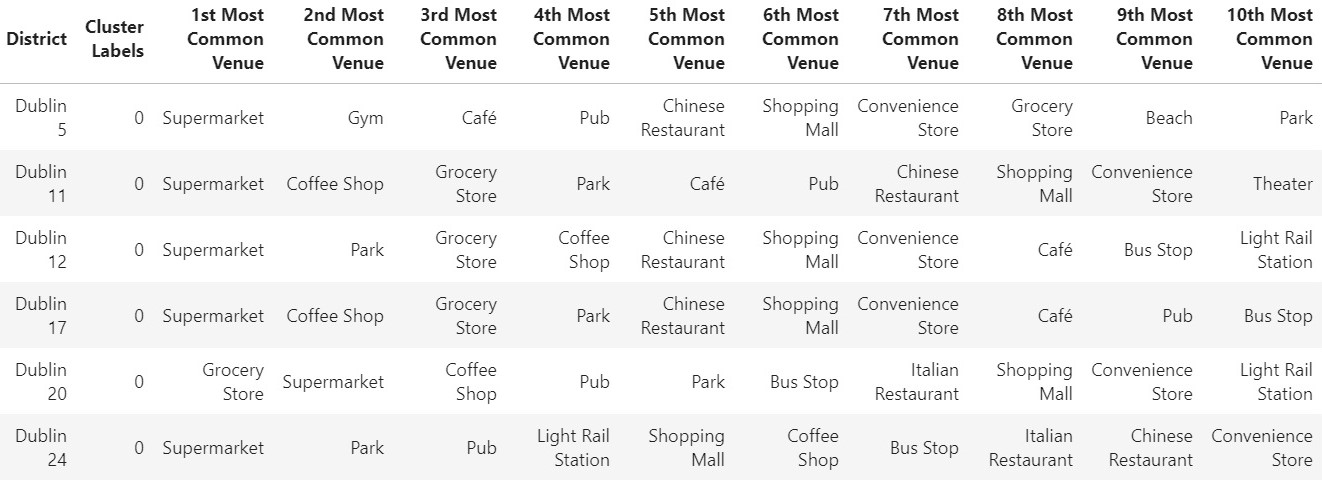 District Cluster Labels 1st Most Common Venue 2nd Most Common Venue 3rd Most Common Venue 4th Most Common Venue 5th Most Common Venue 6th Most Common Venue 7th Most Common Venue 8th Most Common Venue 9th Most Common Venue 10th Most Common Venue
Dublin 5 0 Supermarket Gym Café Pub Chinese Restaurant Shopping Mall Convenience Store Grocery Store Beach Park
Dublin 11 0 Supermarket Coffee Shop Grocery Store Park Café Pub Chinese Restaurant Shopping Mall Convenience Store Theater
Dublin 12 0 Supermarket Park Grocery Store Coffee Shop Chinese Restaurant Shopping Mall Convenience Store Café Bus Stop Light Rail Station
Dublin 17 0 Supermarket Coffee Shop Grocery Store Park Chinese Restaurant Shopping Mall Convenience Store Café Pub Bus Stop
Dublin 20 0 Grocery Store Supermarket Coffee Shop Pub Park Bus Stop Italian Restaurant Shopping Mall Convenience Store Light Rail Station
Dublin 24 0 Supermarket Park Pub Light Rail Station Shopping Mall Coffee Shop Bus Stop Italian Restaurant Chinese Restaurant Convenience Store